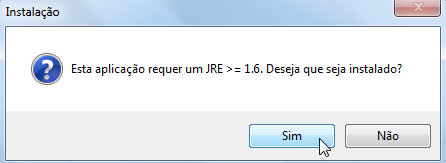 Instalação
Esta aplicação requer um JRE >= 1.6. Deseja que seja instalado?
Sim
Não